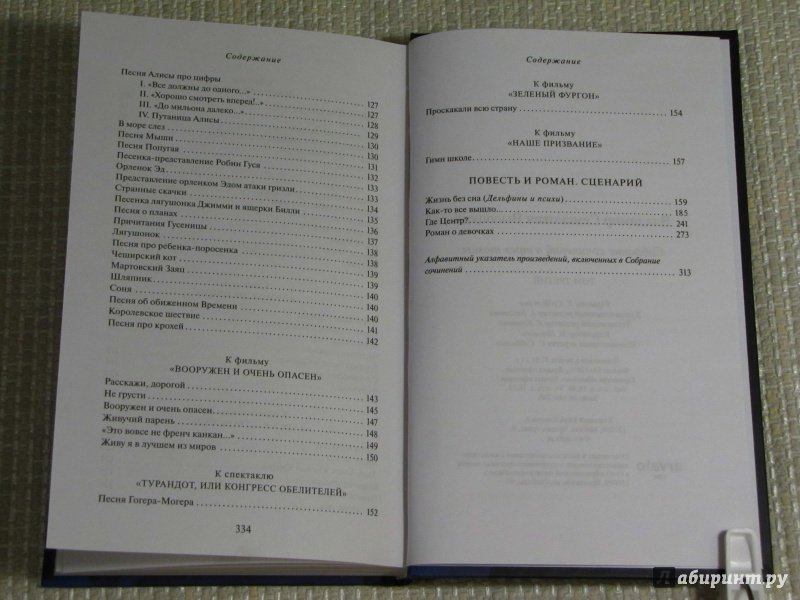 Содержание
Песня Алисы про цифры
I. «Все должны до одного...» 127
II. «Хорошо смотреть вперед!..» 127
III. «До мильона далеко...» 127
IV. Путаница Алисы 128
В море слез 130
Песня Мыши 130
Песня Попугая 131
Песенка-представление Робин Гуся 132
Орленок Эд 133
Представление орленком Эдом атаки гризли 133
Странные скачки 134
Песенка лягушонка Джимми и ящерки Билли 135
Песня о планах 136
Причитания Гусеницы 137
Лягушонок 138
Песня про ребенка-поросенка 138
Чеширский кот 139
Мартовский Заяц 139
Шляпник 139
Соня 140
Песня об обиженном Времени 140
Королевское шествие 141
Песня про крохей 142
К фильму
«ВООРУЖЕН И ОЧЕНЬ ОПАСЕН»
Расскажи, дорогой 143
Не грусти 145
Вооружен и очень опасен 147
Живучий парень 148
«Это вовсе не френч канкан...» 149
Живу я в лучшем из миров 150
К спектаклю
«ТУРАНДОТ, ИЛИ КОНГРЕСС ОБЕЛИТЕЛЕЙ»
Песня Гогера-Могера 152
334
Содержание
К фильму
«ЗЕЛЕНЫЙ ФУРГОН»
Проскакали всю страну 154
К фильму
«НАШЕ ПРИЗВАНИЕ»
Гимн школе 157
ПОВЕСТЬ И РОМАН. СЦЕНАРИЙ
Жизнь без сна (Дельфины и психи) 159
Как-то все вышло 185
Где Центр? 241
Роман о девочках 273
Алфавитный указатель произведений, включенных в Собрание
сочинений 313
лабиринт.ру